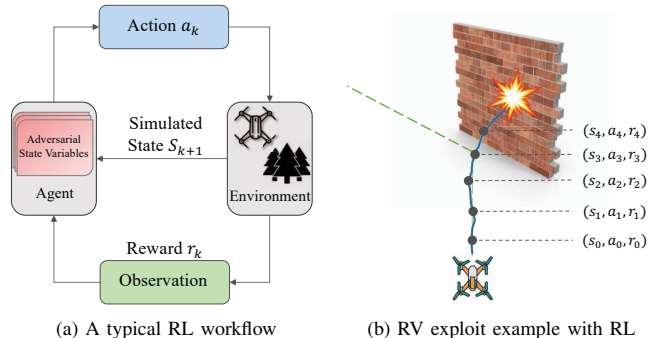 Action a_k
Adversarial
State Variables
Agent
Simulated
State S_{k+1}
Environment
Reward r_k
Observation
(a) A typical RL workflow
(s_4, a_4, r_4)
(s_3, a_3, r_3)
(s_2, a_2, r_2)
(s_1, a_1, r_1)
(s_0, a_0, r_0)
(b) RV exploit example with RL